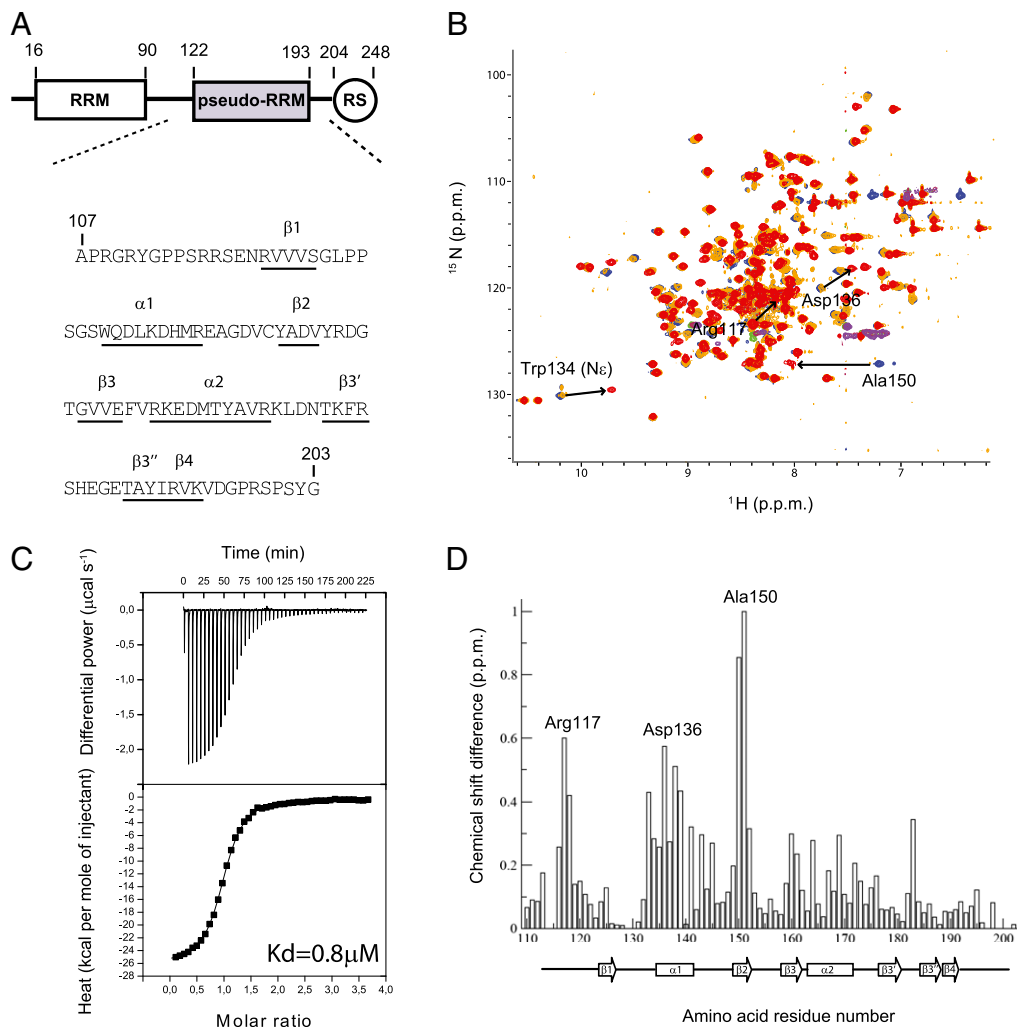 A
16 90 122 193 204 248
RRM pseudo-RRM RS
107 β1
APRGRYGPPSRRSENRVVVSGLPP
α1 β2
SGSWQDLKDHMREAGDVCYADVYRDG
β3 α2 β3′
TGVVEFVRKEDMTYAVRKLDNTKFR
β3′′ β4 203
SHEGETAYIRVKVDGPRSPSYG
B
100
110
120
130
¹⁵N (p.p.m.)
Asp136
Arg117
Trp134 (Nε)
Ala150
10 9 8 7
¹H (p.p.m.)
C
Time (min)
0 25 50 75 100 125 150 175 200 225
Differential power (μcal s⁻¹)
0,0
-0,5
-1,0
-1,5
-2,0
Heat (kcal per mole of injectant)
0
-2
-4
-6
-8
-10
-12
-14
-16
-18
-20
-22
-24
-26
-28
Kd=0.8μM
0,0 0,5 1,0 1,5 2,0 2,5 3,0 3,5 4,0
Molar ratio
D
Ala150
Arg117
Asp136
Chemical shift difference (p.p.m.)
1
0.8
0.6
0.4
0.2
0
110 120 130 140 150 160 170 180 190 200
β1 α1 β2 β3 α2 β3′ β3′′ β4
Amino acid residue number